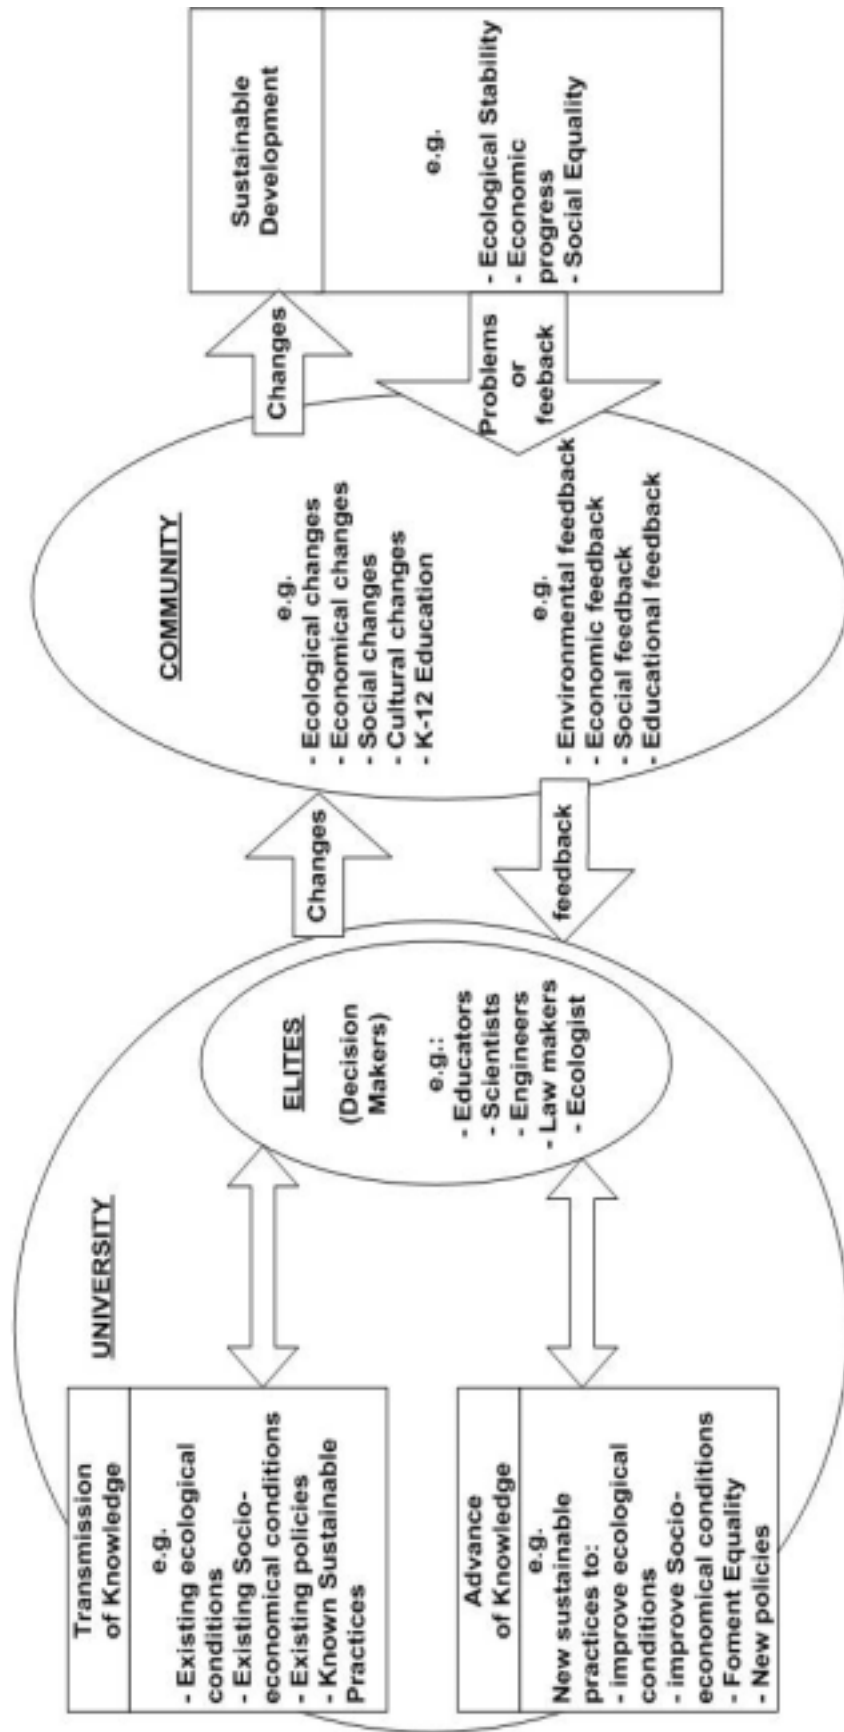 UNIVERSITY
Transmission
of Knowledge
e.g.
- Existing ecological
conditions
- Existing Socio-
economical conditions
- Existing policies
- Known Sustainable
Practices
Advance
of Knowledge
e.g.
New sustainable
practices to:
- improve ecological
conditions
- improve Socio-
economical conditions
- Foment Equality
- New policies
ELITES
(Decision
Makers)
e.g.:
- Educators
- Scientists
- Engineers
- Law makers
- Ecologist
Changes
feedback
COMMUNITY
e.g.
- Ecological changes
- Economical changes
- Social changes
- Cultural changes
- K-12 Education
e.g.
- Environmental feedback
- Economic feedback
- Social feedback
- Educational feedback
Changes
Problems
or
feeback
Sustainable
Development
e.g.
- Ecological Stability
- Economic
progress
- Social Equality